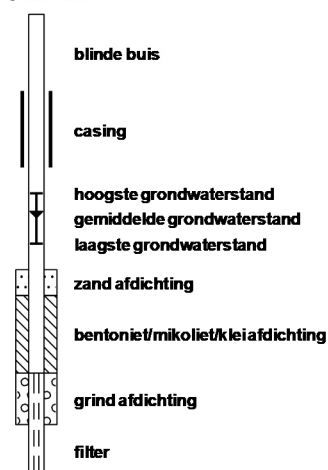 blinde buis
casing
hoogste grondwaterstand
gemiddelde grondwaterstand
laagste grondwaterstand
zand afdichting
bentoniet/mikoliet/klei afdichting
grind afdichting
filter